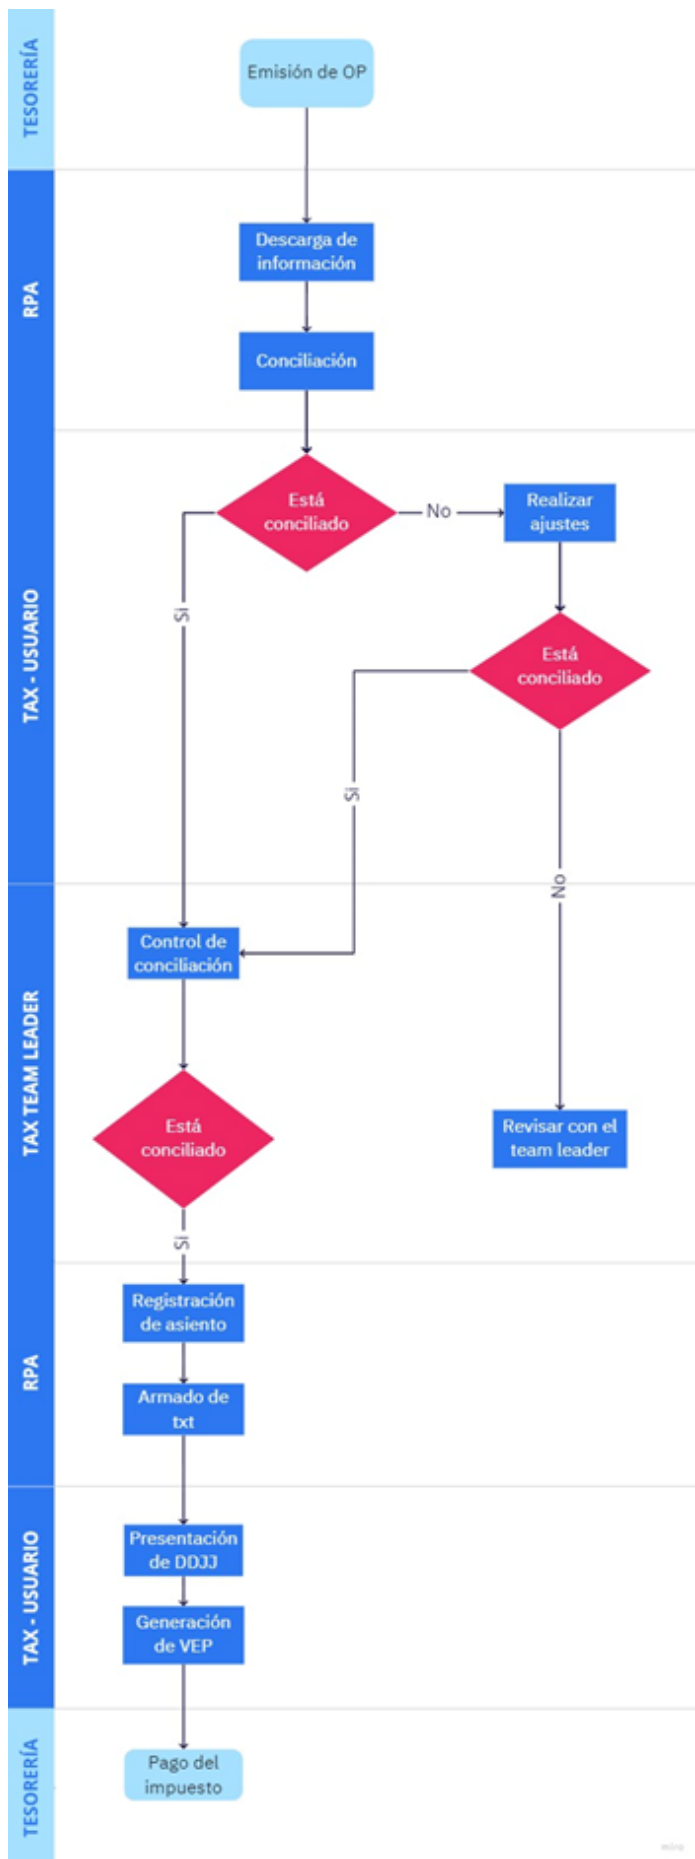 TESORERÍA
Emisión de OP
RPA
Descarga de
información
Conciliación
TAX - USUARIO
Está
conciliado
No
Realizar
ajustes
Si
Está
conciliado
Si
No
TAX TEAM LEADER
Control de
conciliación
Está
conciliado
Revisar con el
team leader
Si
RPA
Registración
de asiento
Armado de
txt
TAX - USUARIO
Presentación
de DDJJ
Generación
de VEP
TESORERÍA
Pago del
impuesto
miro